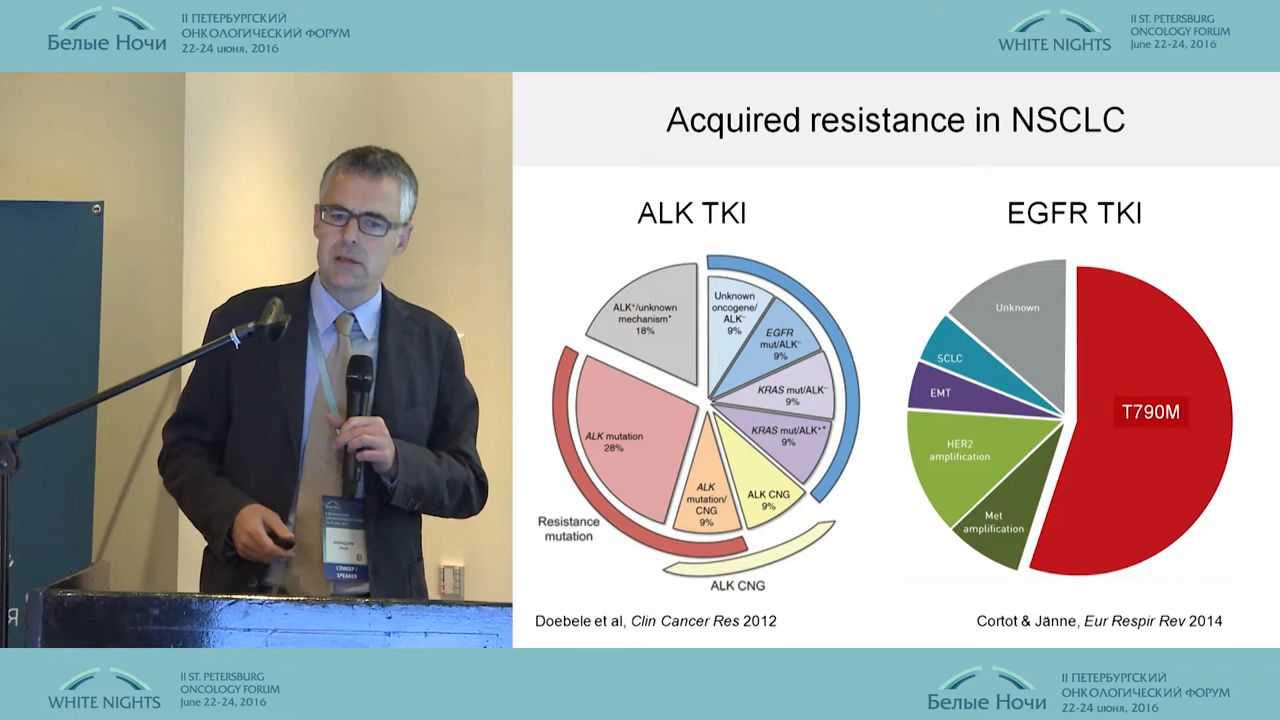 Белые Ночи
II ПЕТЕРБУРГСКИЙ
ОНКОЛОГИЧЕСКИЙ ФОРУМ
22-24 июня, 2016
WHITE NIGHTS
II ST. PETERSBURG
ONCOLOGY FORUM
June 22-24, 2016
Acquired resistance in NSCLC
ALK TKI
EGFR TKI
ALK⁺/unknown
mechanism*
18%
Unknown
oncogene/
ALK⁻
9%
EGFR
mut/ALK⁻
9%
KRAS mut/ALK⁻
9%
KRAS mut/ALK⁺*
9%
ALK CNG
9%
ALK
mutation/
CNG
9%
ALK mutation
28%
Resistance
mutation
ALK CNG
Unknown
SCLC
EMT
HER2
amplification
Met
amplification
T790M
Doebele et al, Clin Cancer Res 2012
Cortot & Jänne, Eur Respir Rev 2014
СПИКЕР /
SPEAKER
Я
WHITE NIGHTS
II ST. PETERSBURG
ONCOLOGY FORUM
June 22-24, 2016
Белые Ночи
II ПЕТЕРБУРГСКИЙ
ОНКОЛОГИЧЕСКИЙ ФОРУМ
22-24 июня, 2016